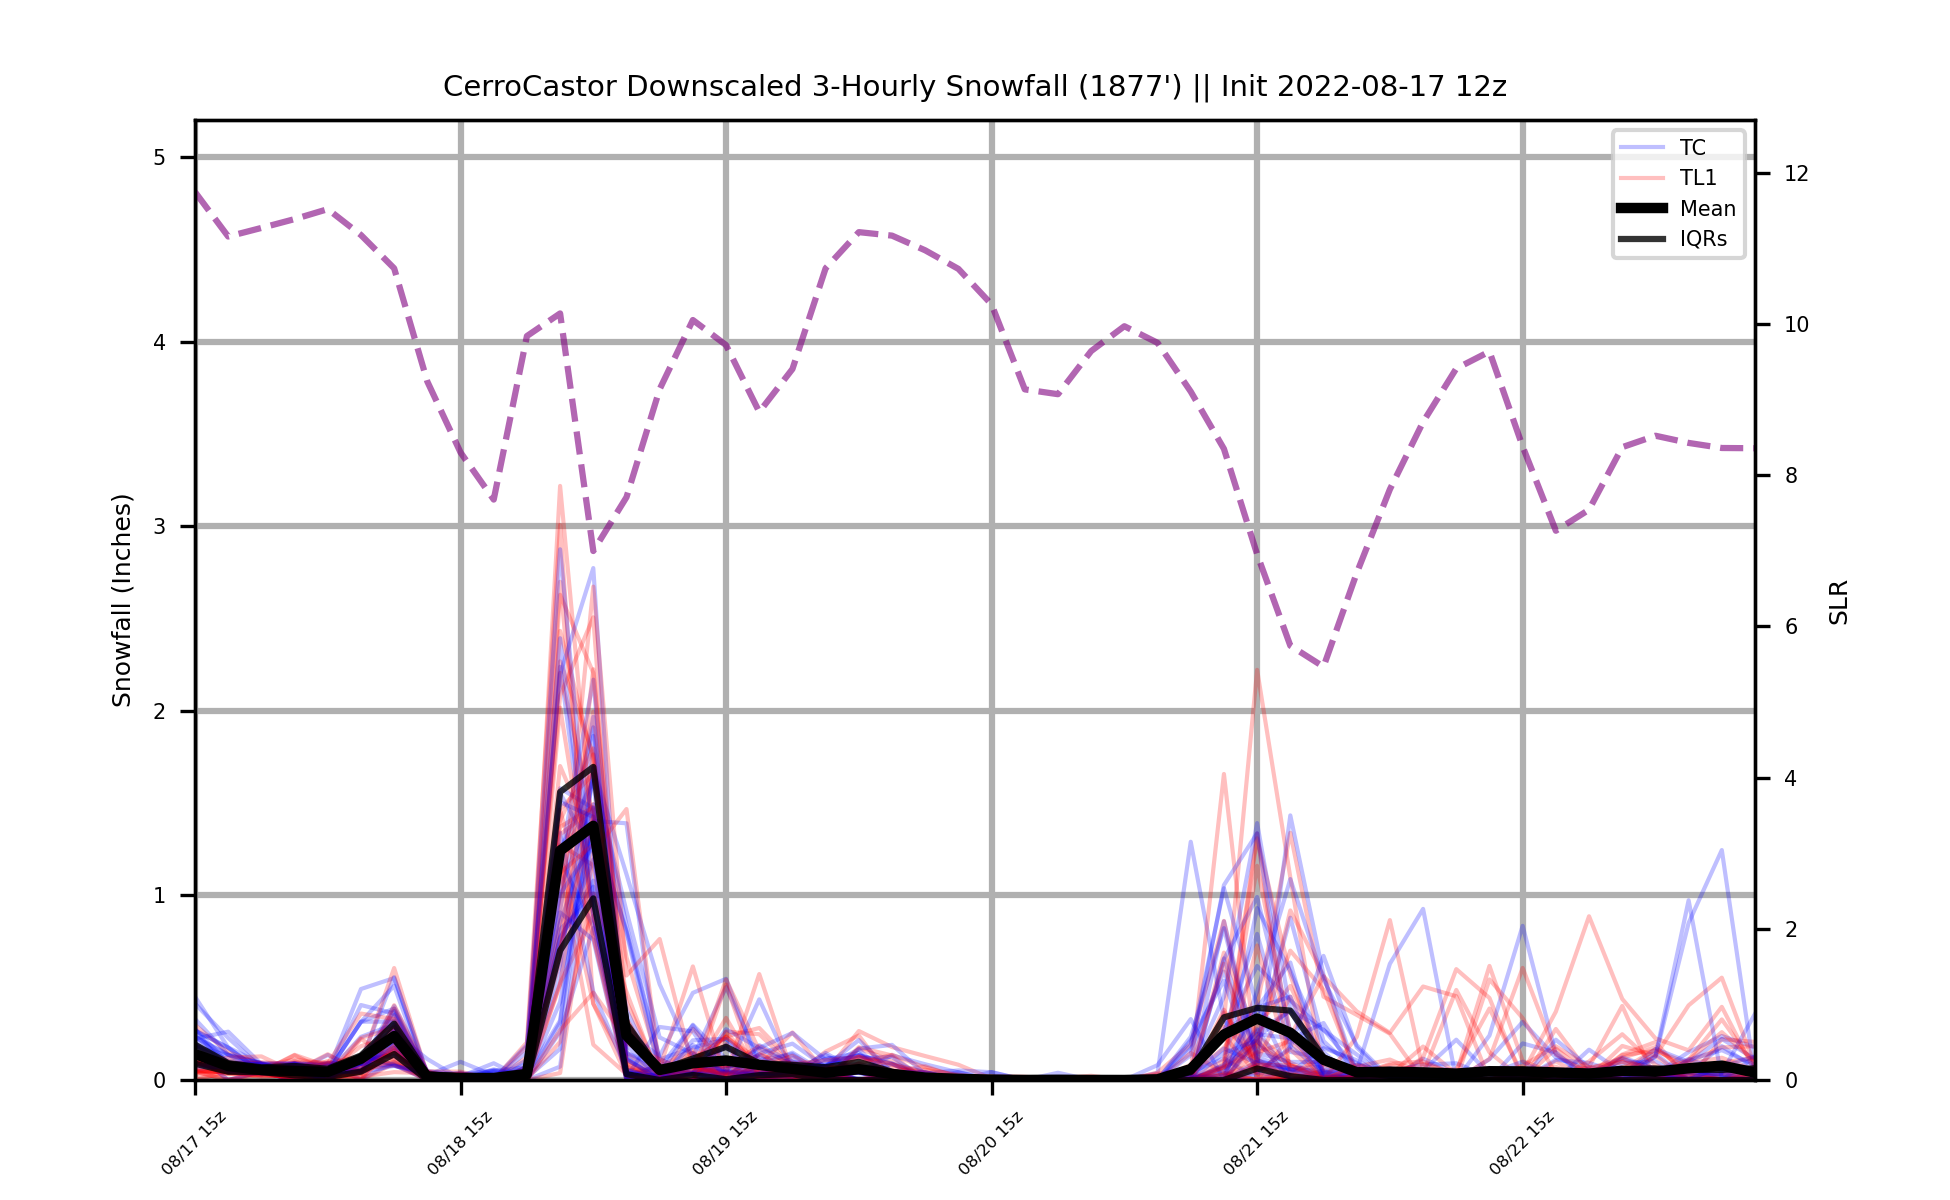 CerroCastor Downscaled 3-Hourly Snowfall (1877') || Init 2022-08-17 12z
TC
TL1
Mean
IQRs
5
4
3
2
1
0
Snowfall (Inches)
12
10
8
6
4
2
0
SLR
08/17 15z
08/18 15z
08/19 15z
08/20 15z
08/21 15z
08/22 15z